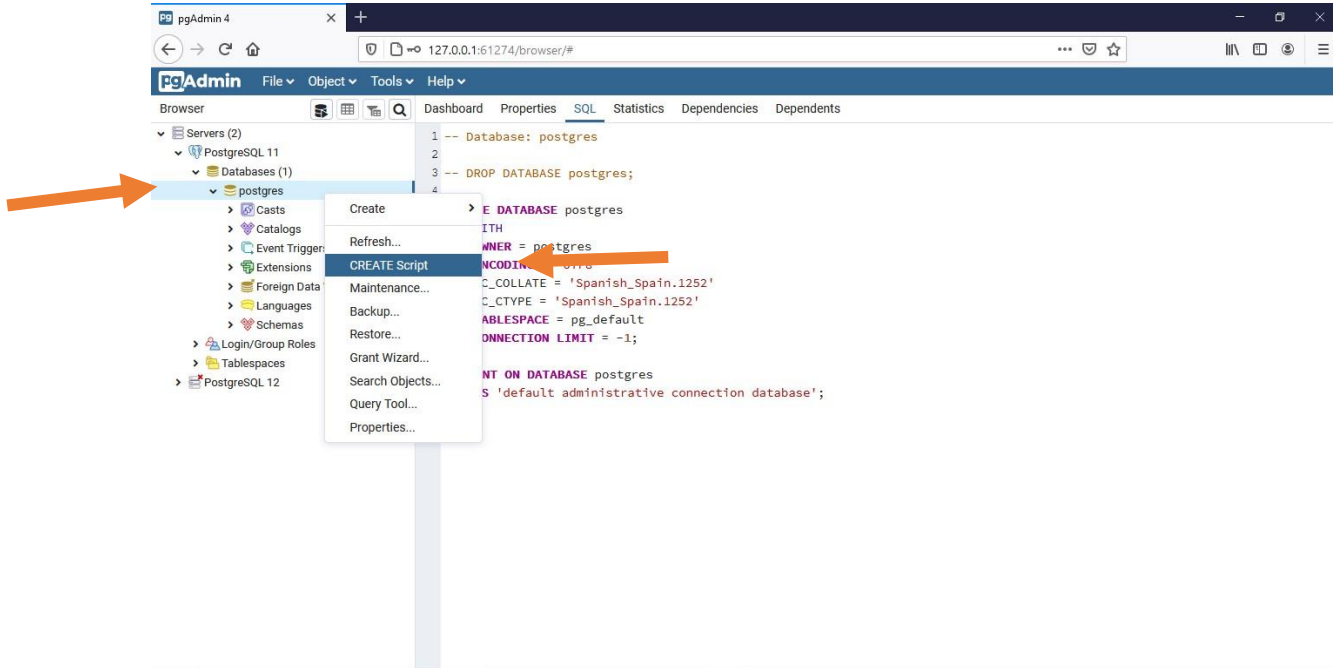 pgAdmin 4
127.0.0.1:61274/browser/#
pgAdmin File Object Tools Help
Browser
Dashboard Properties SQL Statistics Dependencies Dependents
Servers (2)
PostgreSQL 11
Databases (1)
postgres
Casts
Catalogs
Event Trigger
Extensions
Foreign Data
Languages
Schemas
Login/Group Roles
Tablespaces
PostgreSQL 12
Create
Refresh...
CREATE Script
Maintenance...
Backup...
Restore...
Grant Wizard...
Search Objects...
Query Tool...
Properties...
1 -- Database: postgres
2
3 -- DROP DATABASE postgres;
4
E DATABASE postgres
ITH
WNER = postgres
NCODIN
C_COLLATE = 'Spanish_Spain.1252'
C_CTYPE = 'Spanish_Spain.1252'
ABLESPACE = pg_default
ONNECTION LIMIT = -1;
NT ON DATABASE postgres
S 'default administrative connection database';